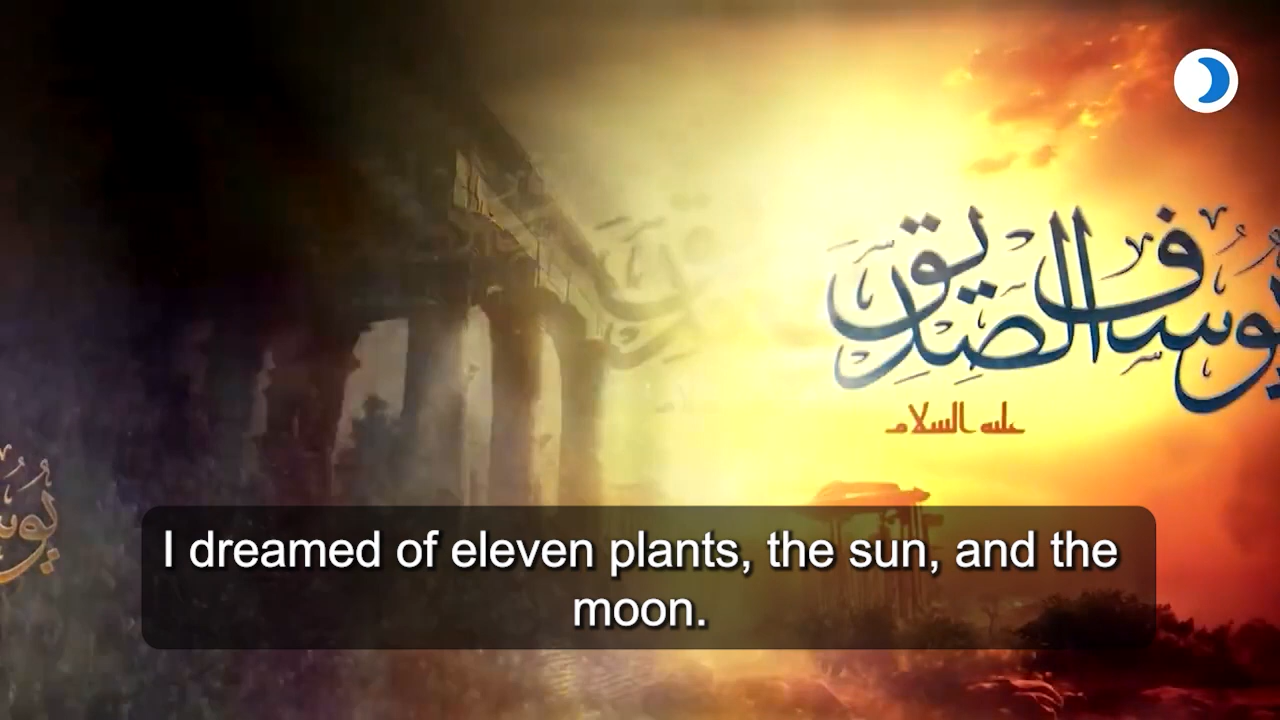 يوسف الصديق
عليه السلام
I dreamed of eleven plants, the sun, and the
moon.